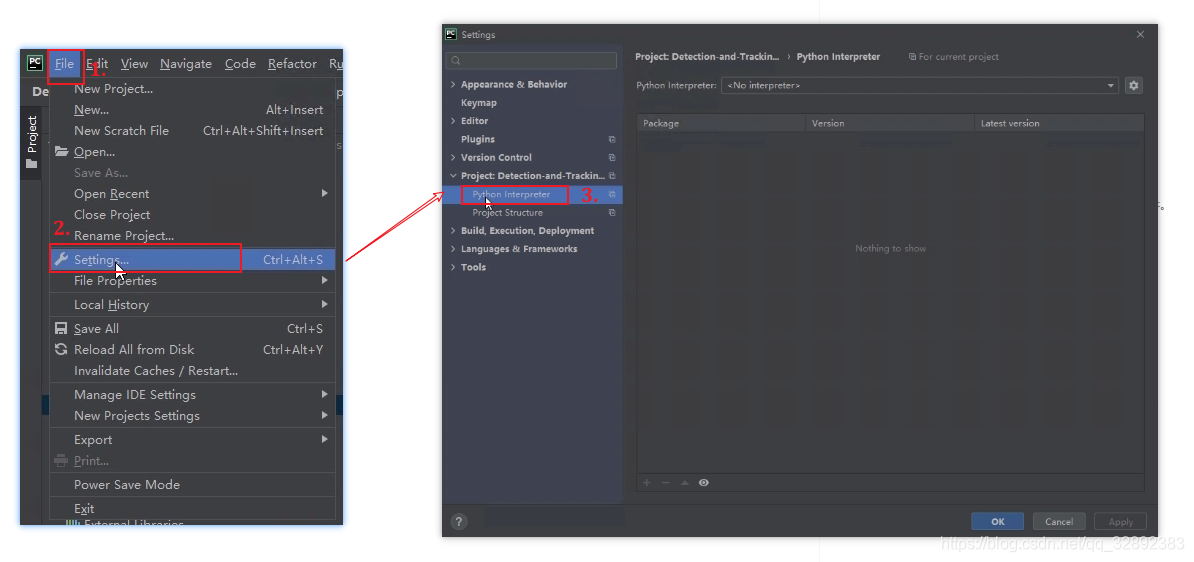 PC
File Edit View Navigate Code Refactor Ru
1.
De
Project
New Project...
New... Alt+Insert
New Scratch File Ctrl+Alt+Shift+Insert
Open...
Save As...
Open Recent
Close Project
Rename Project...
2.
Settings... Ctrl+Alt+S
File Properties
Local History
Save All Ctrl+S
Reload All from Disk Ctrl+Alt+Y
Invalidate Caches / Restart...
Manage IDE Settings
New Projects Settings
Export
Print...
Power Save Mode
Exit
External Libraries
PC Settings
Appearance & Behavior
Keymap
Editor
Plugins
Version Control
Project: Detection-and-Trackin...
Python Interpreter 3.
Project Structure
Build, Execution, Deployment
Languages & Frameworks
Tools
Project: Detection-and-Trackin... › Python Interpreter For current project
Python Interpreter: <No interpreter>
Package Version Latest version
Nothing to show
?
OK Cancel Apply
https://blog.csdn.net/qq_32892383